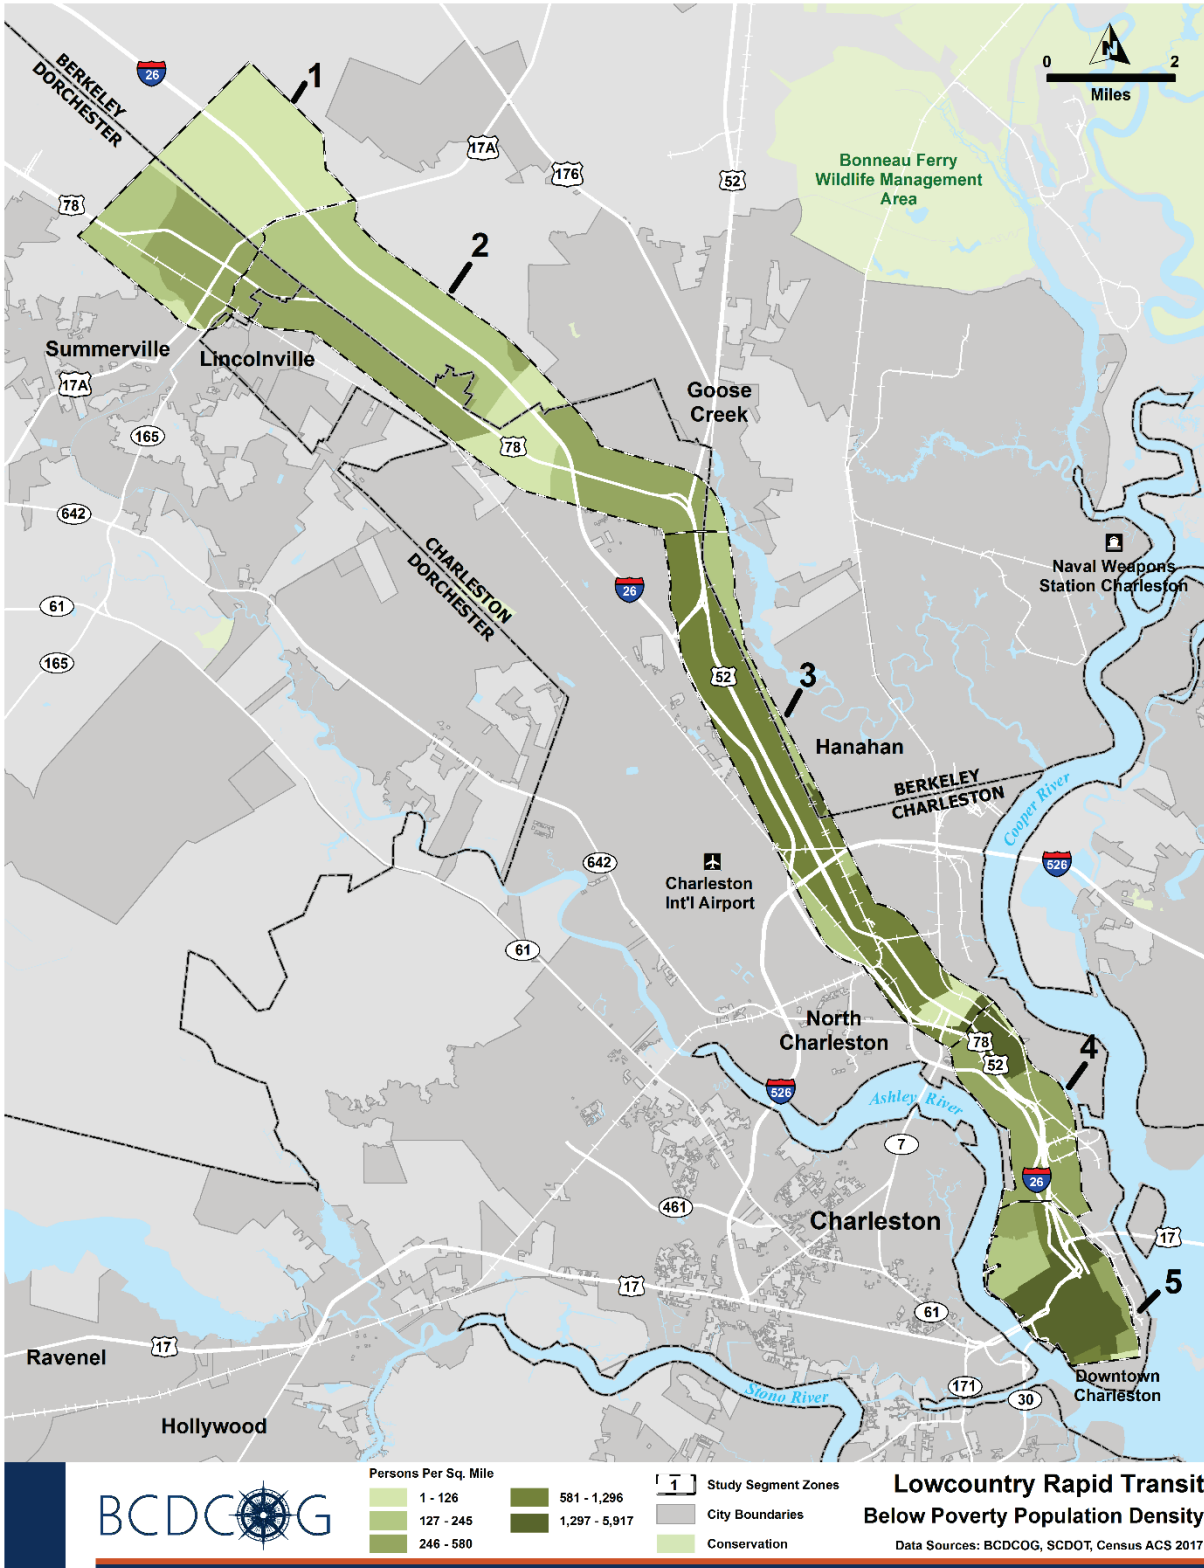 N
0 2
Miles
1
BERKELEY
DORCHESTER
26
17A
176
52
Bonneau Ferry
Wildlife Management
Area
78
2
Summerville
Lincolnville
17A
Goose
Creek
165
78
642
CHARLESTON
DORCHESTER
Naval Weapons
Station Charleston
26
61
165
52
3
Hanahan
BERKELEY
CHARLESTON
Cooper River
642
526
Charleston
Int'l Airport
61
North
Charleston
78
52
4
526
Ashley River
7
26
461
Charleston
17
17
5
61
17
Ravenel
Downtown
Charleston
171
30
Stono River
Hollywood
BCDCOG
Persons Per Sq. Mile
1 - 126
127 - 245
246 - 580
581 - 1,296
1,297 - 5,917
1 Study Segment Zones
City Boundaries
Conservation
Lowcountry Rapid Transit
Below Poverty Population Density
Data Sources: BCDCOG, SCDOT, Census ACS 2017